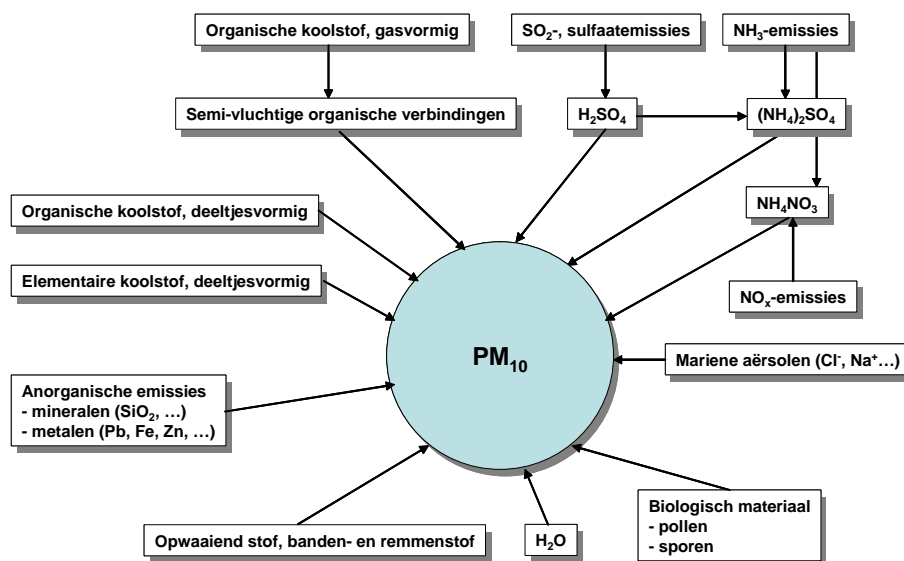 Organische koolstof, gasvormig
SO₂-, sulfaatemissies
NH₃-emissies
Semi-vluchtige organische verbindingen
H₂SO₄
(NH₄)₂SO₄
Organische koolstof, deeltjesvormig
NH₄NO₃
Elementaire koolstof, deeltjesvormig
NOₓ-emissies
PM₁₀
Mariene aërsolen (Cl⁻, Na⁺…)
Anorganische emissies
- mineralen (SiO₂, …)
- metalen (Pb, Fe, Zn, …)
Opwaaiend stof, banden- en remmenstof
H₂O
Biologisch materiaal
- pollen
- sporen